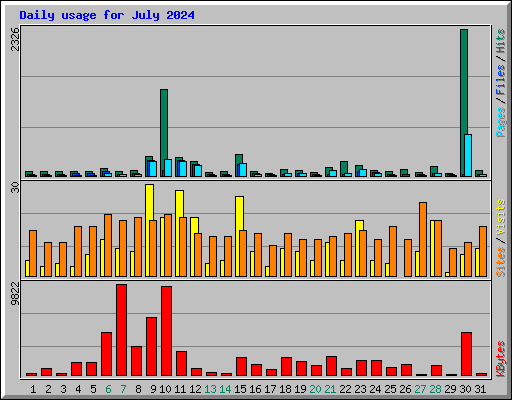 Daily usage for July 2024
2326
Pages / Files / Hits
30
Sites / Visits
9822
KBytes
1 2 3 4 5 6 7 8 9 10 11 12 13 14 15 16 17 18 19 20 21 22 23 24 25 26 27 28 29 30 31